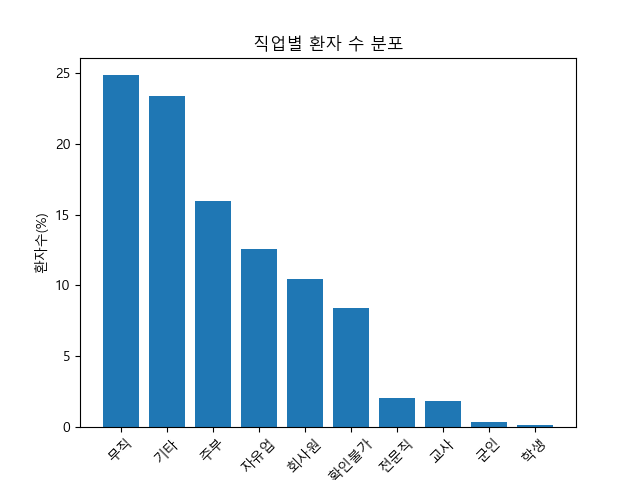 직업별 환자 수 분포
환자수(%)
25
20
15
10
5
0
무직
기타
주부
자유업
회사원
확인불가
전문직
교사
군인
학생